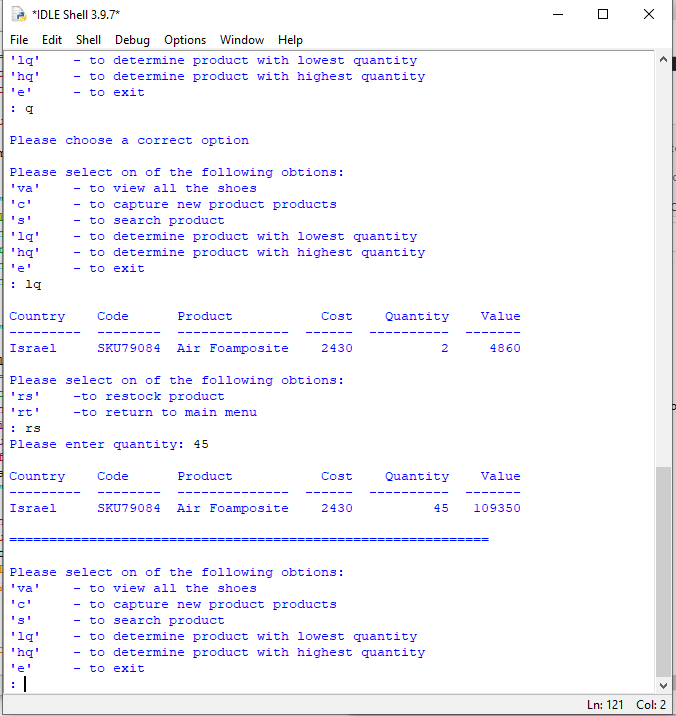 *IDLE Shell 3.9.7*
File Edit Shell Debug Options Window Help
'lq'    - to determine product with lowest quantity
'hq'    - to determine product with highest quantity
'e'     - to exit
: q
Please choose a correct option
Please select on of the following obtions:
'va'    - to view all the shoes
'c'     - to capture new product products
's'     - to search product
'lq'    - to determine product with lowest quantity
'hq'    - to determine product with highest quantity
'e'     - to exit
: lq
Country    Code      Product           Cost    Quantity    Value
---------  --------  --------------  ------  ----------  -------
Israel     SKU79084  Air Foamposite    2430           2     4860
Please select on of the following obtions:
'rs'    -to restock product
'rt'    -to return to main menu
: rs
Please enter quantity: 45
Country    Code      Product           Cost    Quantity    Value
---------  --------  --------------  ------  ----------  -------
Israel     SKU79084  Air Foamposite    2430          45   109350
============================================================
Please select on of the following obtions:
'va'    - to view all the shoes
'c'     - to capture new product products
's'     - to search product
'lq'    - to determine product with lowest quantity
'hq'    - to determine product with highest quantity
'e'     - to exit
:
Ln: 121 Col: 2